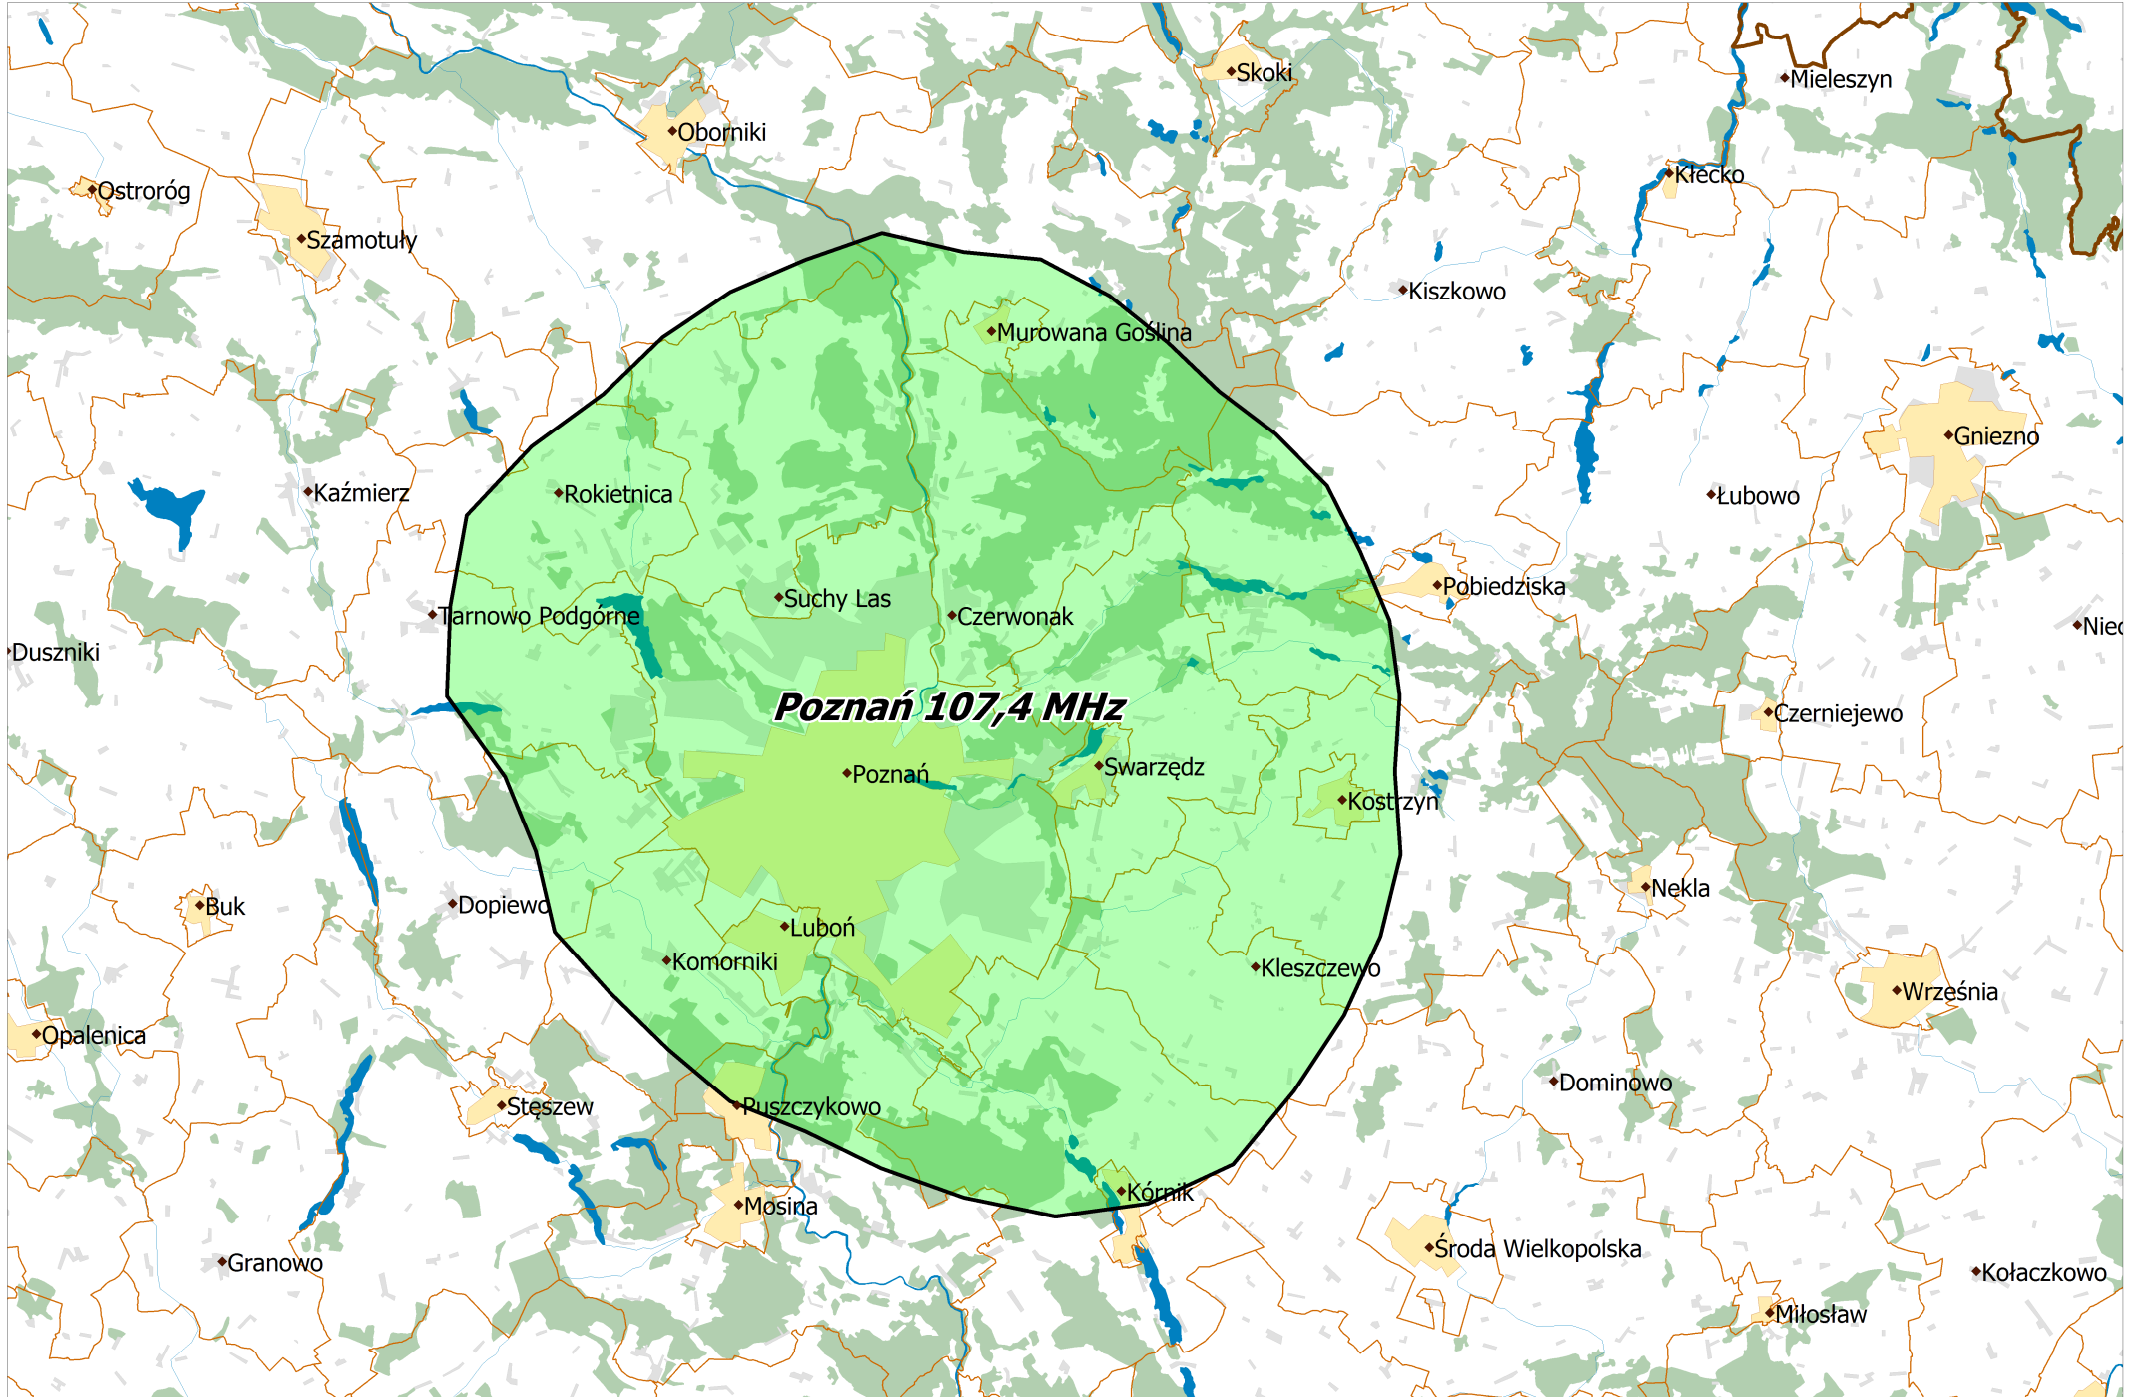 Skoki
Mieleszyn
Oborniki
Kłecko
Ostroróg
Szamotuły
Kiszkowo
Murowana Goślina
Gniezno
Kaźmierz
Rokietnica
Łubowo
Pobiedziska
Suchy Las
Tarnowo Podgórne
Czerwonak
Niec
Duszniki
Poznań 107,4 MHz
Czerniejewo
Poznań
Swarzędz
Kostrzyn
Nekla
Buk
Dopiewo
Luboń
Komorniki
Kleszczewo
Września
Opalenica
Dominowo
Stęszew
Puszczykowo
Kórnik
Mosina
Środa Wielkopolska
Granowo
Kołaczkowo
Miłosław